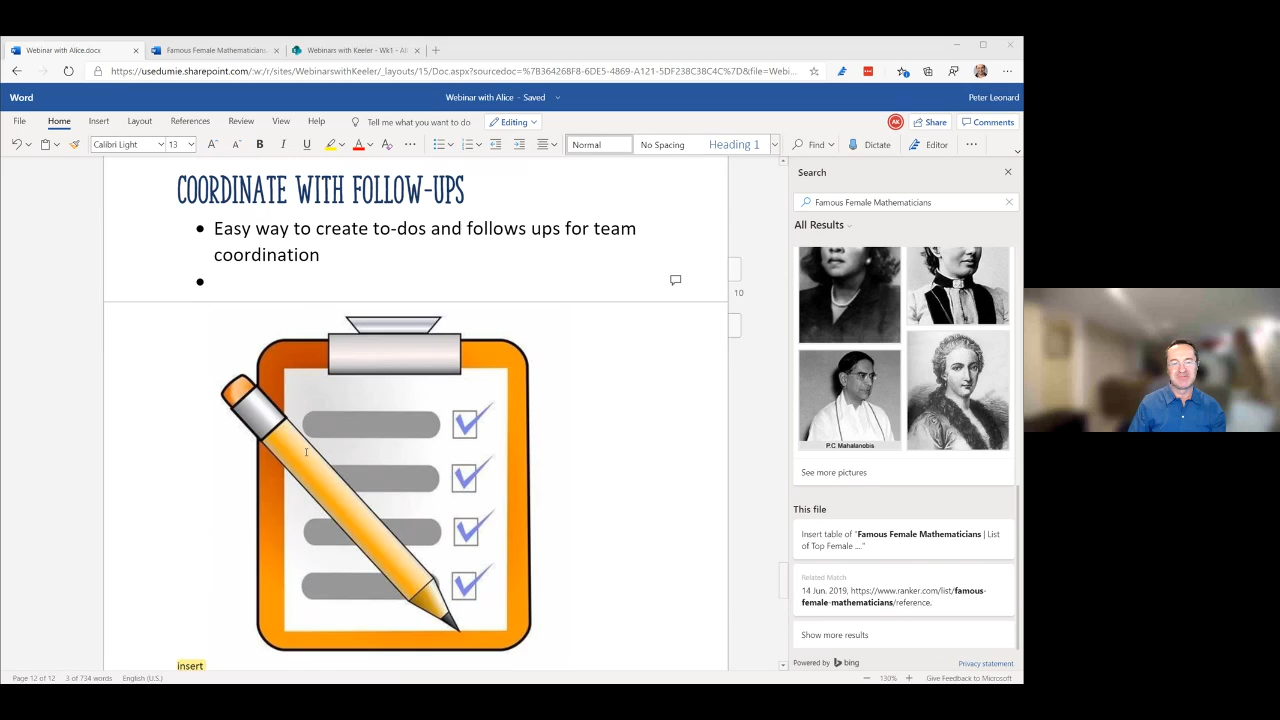 Webinar with Alice.docx
Famous Female Mathematicians.
Webinars with Keeler - Wk1 - All
https://usedumie.sharepoint.com/:w:/r/sites/WebinarswithKeeler/_layouts/15/Doc.aspx?sourcedoc=%7B364268F8-6DE5-4869-A121-5DF238C38C4C%7D&file=Webi...
Word
Webinar with Alice - Saved
Peter Leonard
File Home Insert Layout References Review View Help Tell me what you want to do Editing
AK Share Comments
Calibri Light 13 B I U A Normal No Spacing Heading 1 Find Dictate Editor
COORDINATE WITH FOLLOW-UPS
Easy way to create to-dos and follows ups for team
coordination
10
insert
Search
Famous Female Mathematicians
All Results
P.C Mahalanobis
See more pictures
This file
Insert table of "Famous Female Mathematicians | List
of Top Female ...."
Related Match
14 Jun. 2019, https://www.ranker.com/list/famous-
female-mathematicians/reference.
Show more results
Powered by bing
Privacy statement
Page 12 of 12 3 of 734 words English (U.S.)
130% Give Feedback to Microsoft